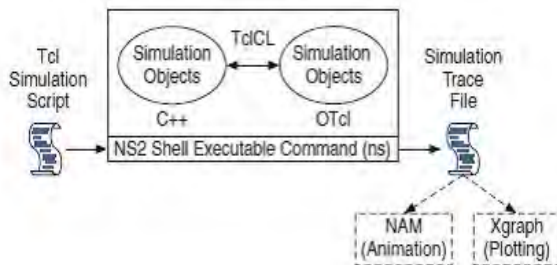 Tcl
Simulation
Script
TclCL
Simulation
Objects
Simulation
Objects
C++
OTcl
NS2 Shell Executable Command (ns)
Simulation
Trace
File
NAM
(Animation)
Xgraph
(Plotting)